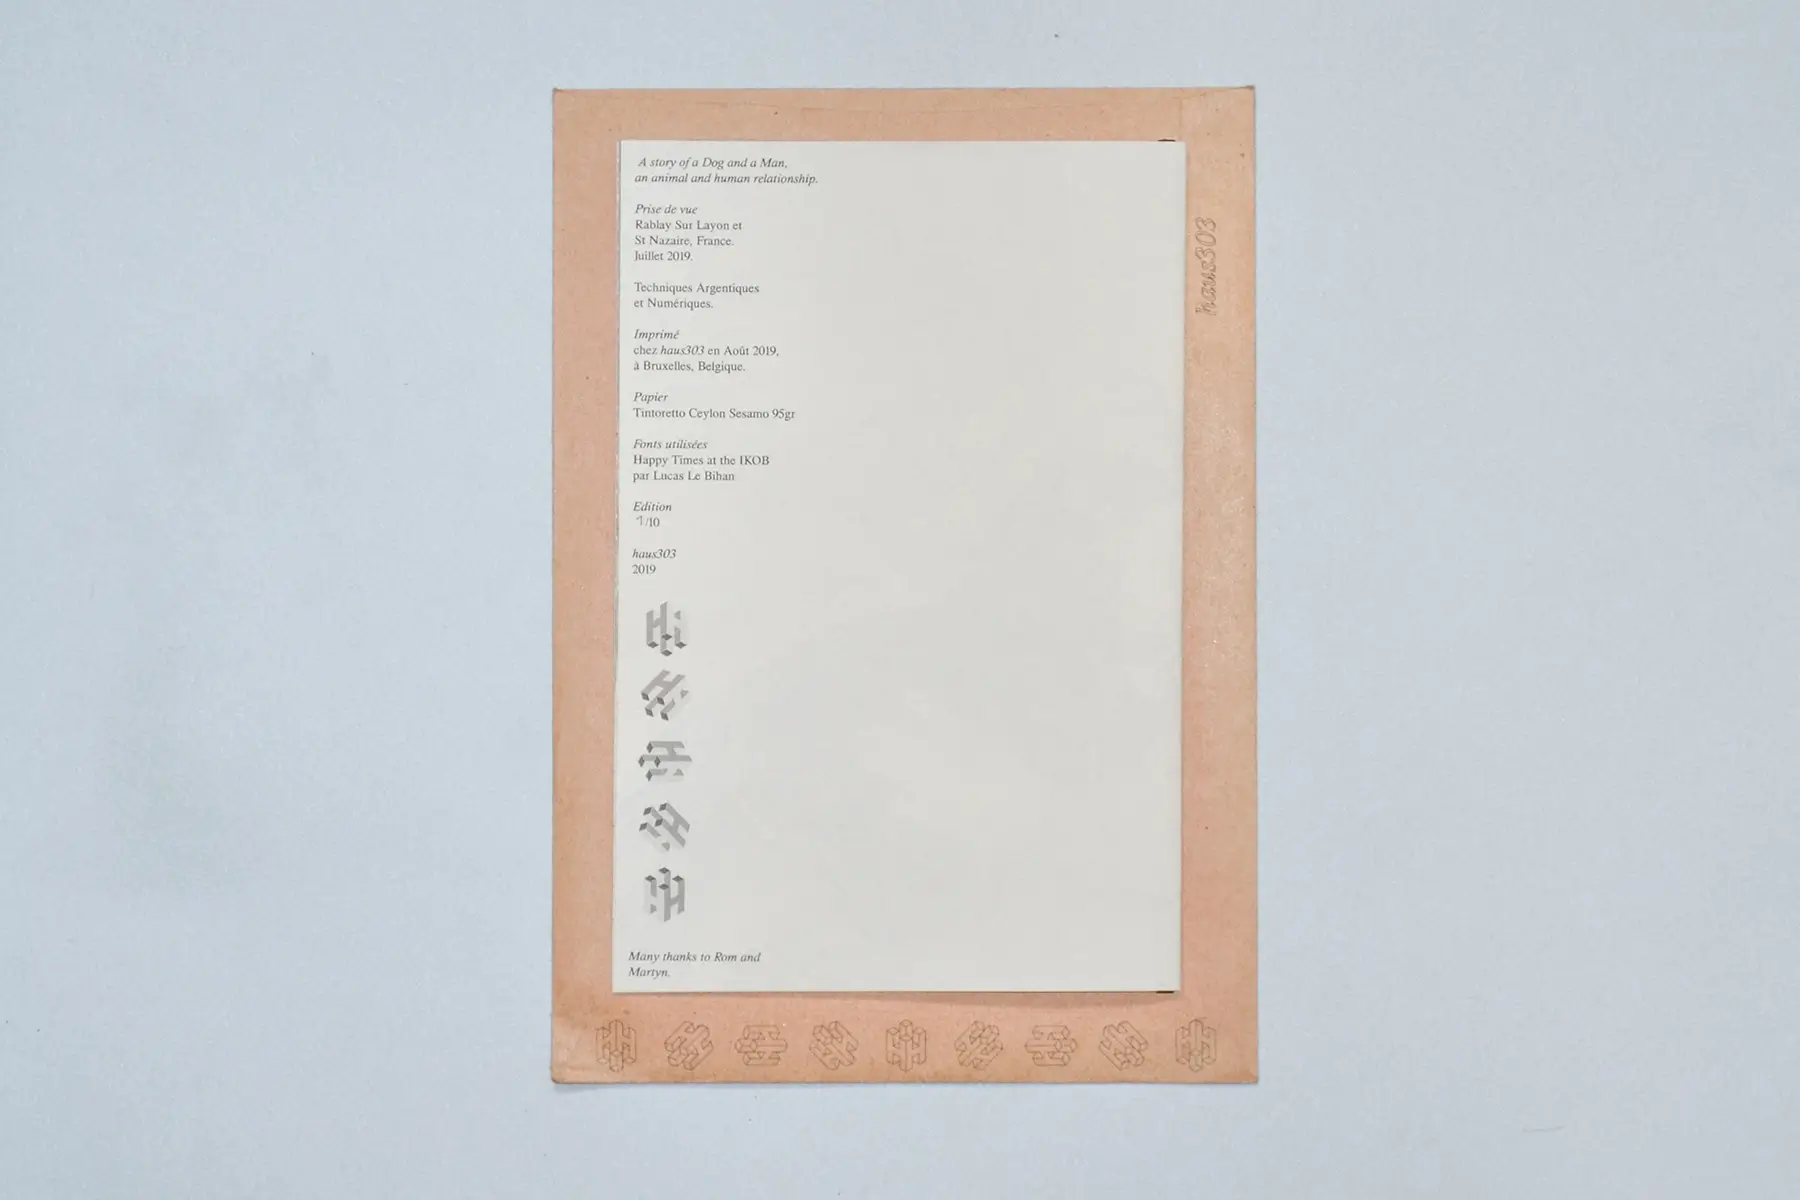 A story of a Dog and a Man,
an animal and human relationship.
Prise de vue
Rablay Sur Layon et
St Nazaire, France.
Juillet 2019.
Techniques Argentiques
et Numériques.
Imprimé
chez haus303 en Août 2019,
à Bruxelles, Belgique.
Papier
Tintoretto Ceylon Sesamo 95gr
Fonts utilisées
Happy Times at the IKOB
par Lucas Le Bihan
Edition
1/10
haus303
2019
Many thanks to Rom and
Martyn.
haus303